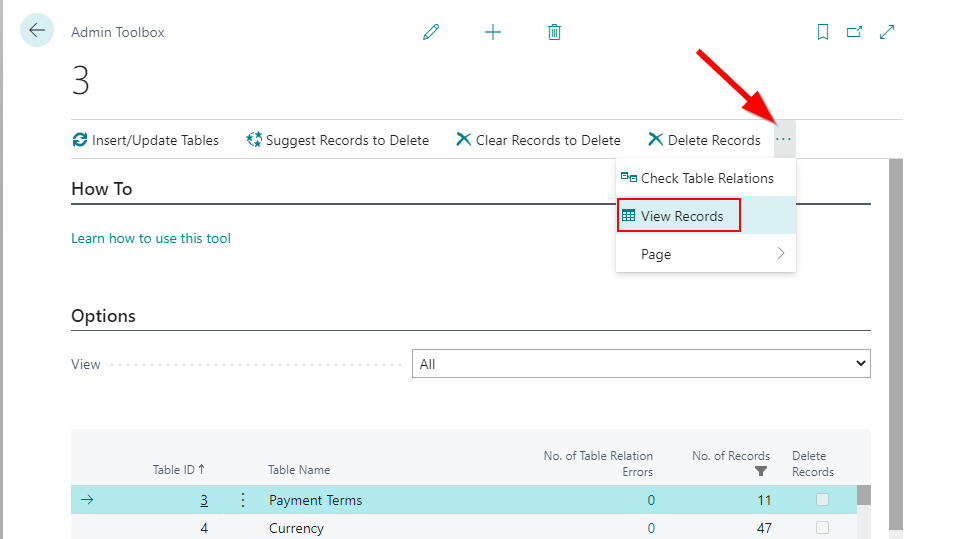 Admin Toolbox
3
Insert/Update Tables Suggest Records to Delete Clear Records to Delete Delete Records ...
Check Table Relations
How To
View Records
Learn how to use this tool
Page
Options
View All
Table ID Table Name No. of Table Relation Errors No. of Records Delete Records
3 Payment Terms 0 11
4 Currency 0 47